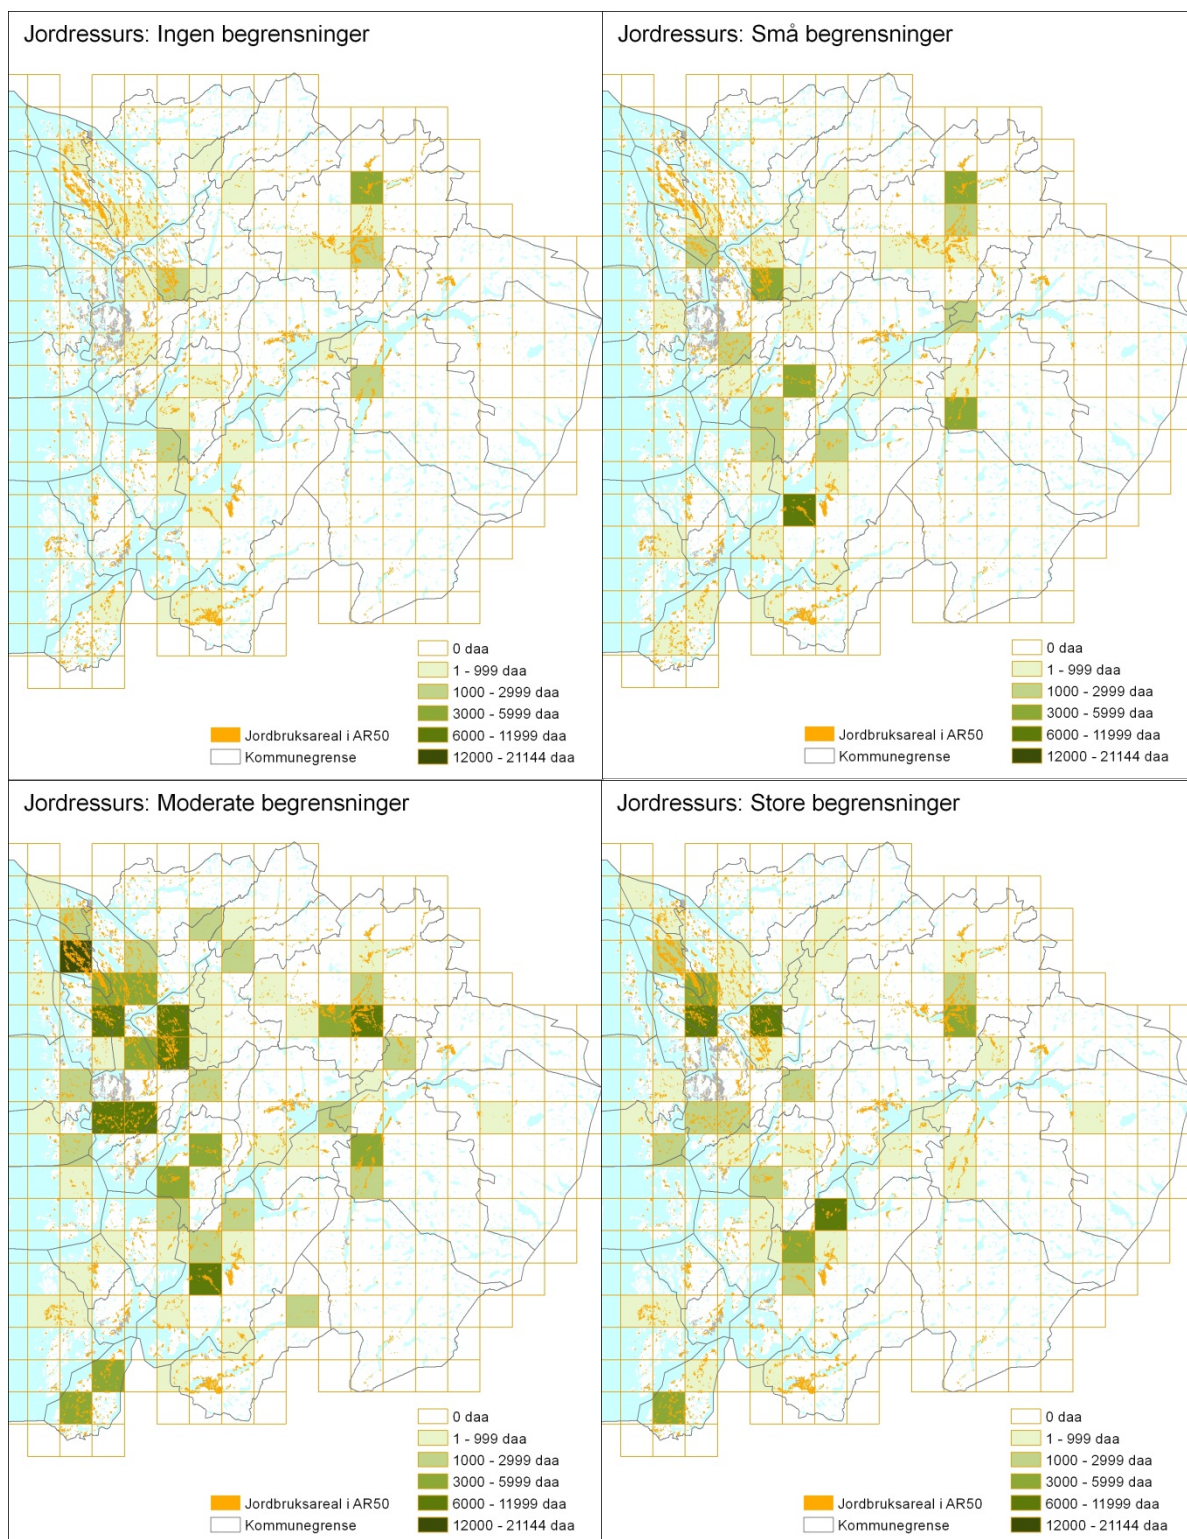 Jordressurs: Ingen begrensninger
0 daa
1 - 999 daa
1000 - 2999 daa
3000 - 5999 daa
6000 - 11999 daa
12000 - 21144 daa
Jordbruksareal i AR50
Kommunegrense
Jordressurs: Små begrensninger
0 daa
1 - 999 daa
1000 - 2999 daa
3000 - 5999 daa
6000 - 11999 daa
12000 - 21144 daa
Jordbruksareal i AR50
Kommunegrense
Jordressurs: Moderate begrensninger
0 daa
1 - 999 daa
1000 - 2999 daa
3000 - 5999 daa
6000 - 11999 daa
12000 - 21144 daa
Jordbruksareal i AR50
Kommunegrense
Jordressurs: Store begrensninger
0 daa
1 - 999 daa
1000 - 2999 daa
3000 - 5999 daa
6000 - 11999 daa
12000 - 21144 daa
Jordbruksareal i AR50
Kommunegrense